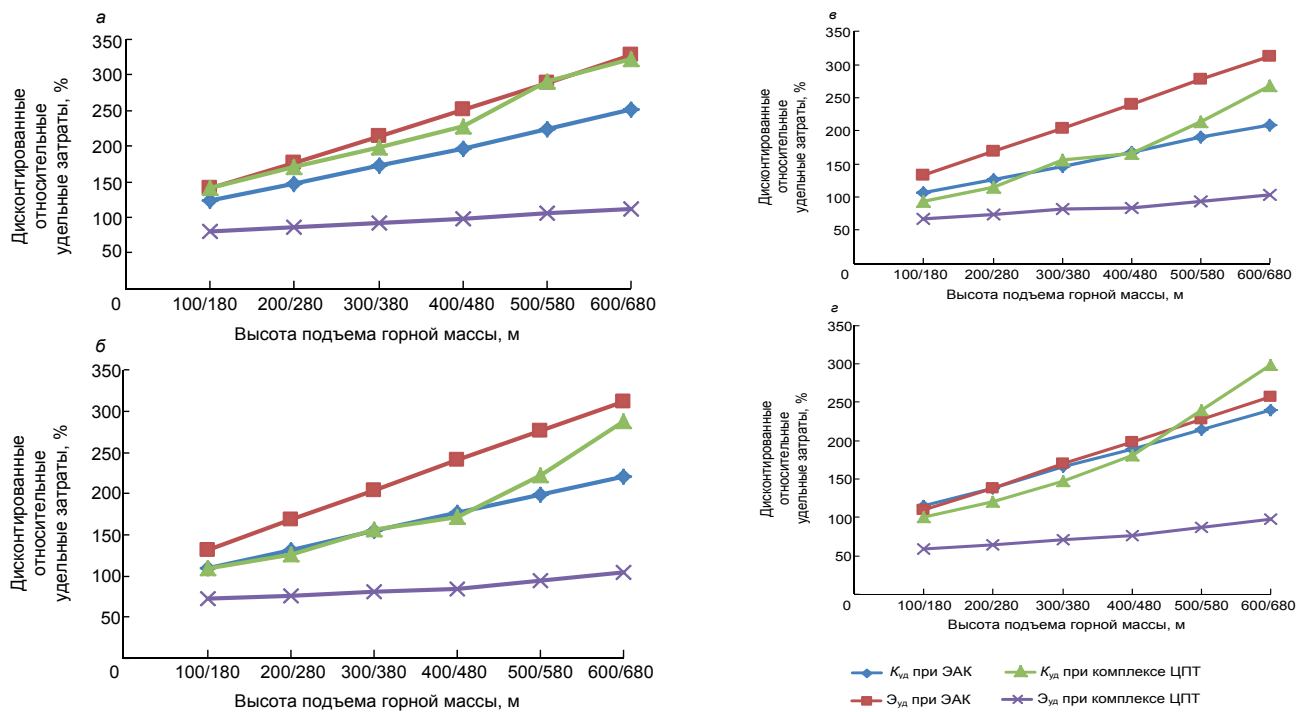 а
Дисконтированные
относительные
удельные затраты, %
350
300
250
200
150
100
50
0
100/180 200/280 300/380 400/480 500/580 600/680
Высота подъема горной массы, м
б
Дисконтированные
относительные
удельные затраты, %
350
300
250
200
150
100
50
0
100/180 200/280 300/380 400/480 500/580 600/680
Высота подъема горной массы, м
в
Дисконтированные
относительные
удельные затраты, %
350
300
250
200
150
100
50
0
100/180 200/280 300/380 400/480 500/580 600/680
Высота подъема горной массы, м
г
Дисконтированные
относительные
удельные затраты, %
350
300
250
200
150
100
50
0
100/180 200/280 300/380 400/480 500/580 600/680
Высота подъема горной массы, м
Kуд при ЭАК Kуд при комплексе ЦПТ
Эуд при ЭАК Эуд при комплексе ЦПТ